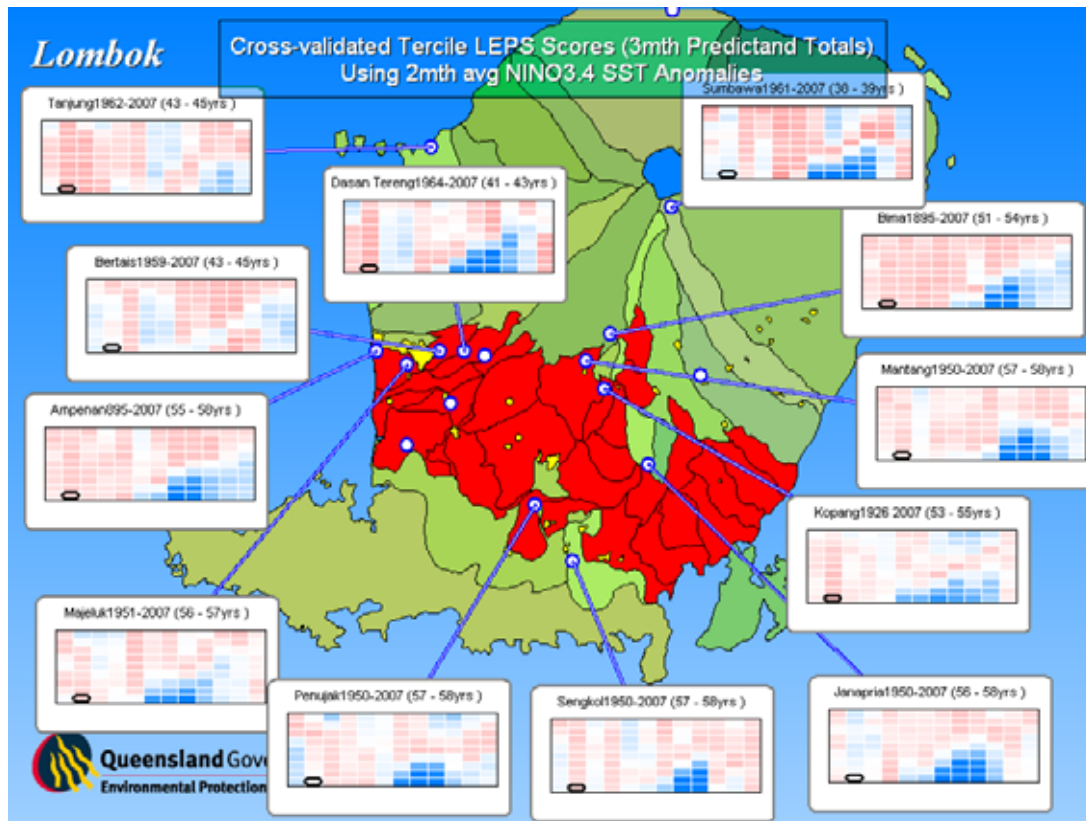 Lombok
Cross-validated Tercile LEPS Scores (3mth Predictand Totals)
Using 2mth avg NINO3.4 SST Anomalies
Tanjung1962-2007 (43 - 45yrs )
Sumbawa1961-2007 (38 - 39yrs )
Dasan Tereng1964-2007 (41 - 43yrs )
Bima1895-2007 (51 - 54yrs )
Bertais1959-2007 (43 - 45yrs )
Mantang1950-2007 (57 - 58yrs )
Ampenan895-2007 (55 - 58yrs )
Kopang1926 2007 (53 - 55yrs )
Majeluk1951-2007 (56 - 57yrs )
Penujak1950-2007 (57 - 58yrs )
Sengkol1950-2007 (57 - 58yrs )
Janapria1950-2007 (56 - 58yrs )
Queensland Gove
Environmental Protection